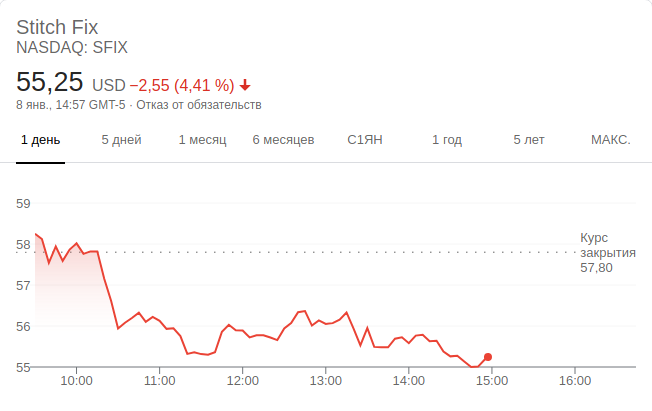 Stitch Fix
NASDAQ: SFIX
55,25 USD −2,55 (4,41 %)
8 янв., 14:57 GMT-5 · Отказ от обязательств
1 день 5 дней 1 месяц 6 месяцев С1ЯН 1 год 5 лет МАКС.
59
58
57
56
55
Курс
закрытия
57,80
10:00 11:00 12:00 13:00 14:00 15:00 16:00